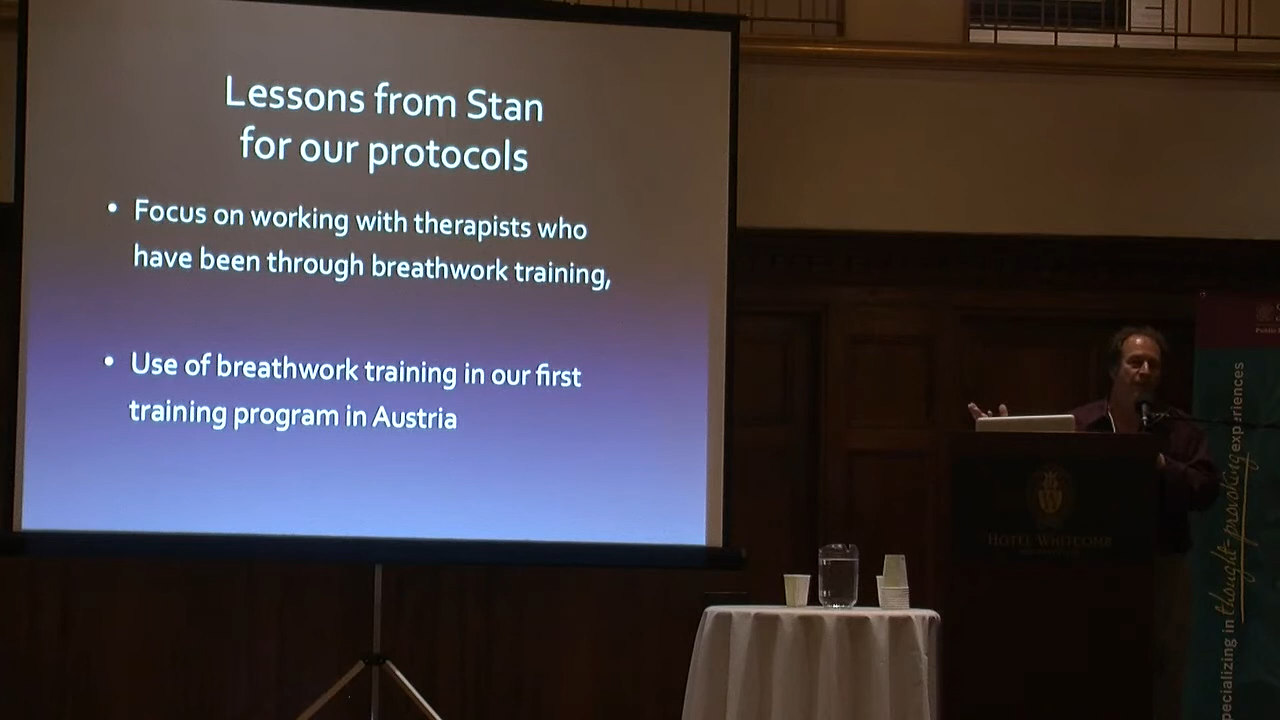 Lessons from Stan
for our protocols
• Focus on working with therapists who
have been through breathwork training,
• Use of breathwork training in our first
training program in Austria
HOTEL WHITCOMB
pecializing in thought-provoking experiences